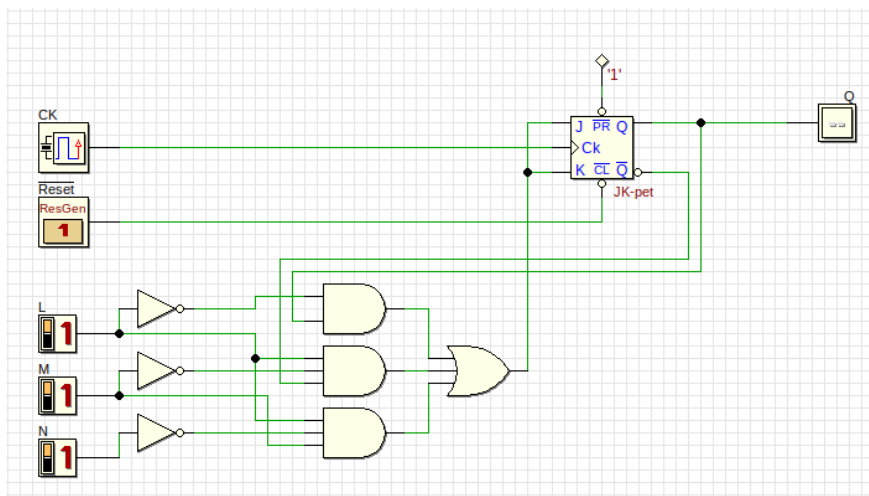 '1'
CK
Q
J PR Q
--
Ck
K CL Q
Reset
JK-pet
ResGen
1
L
1
M
1
N
1